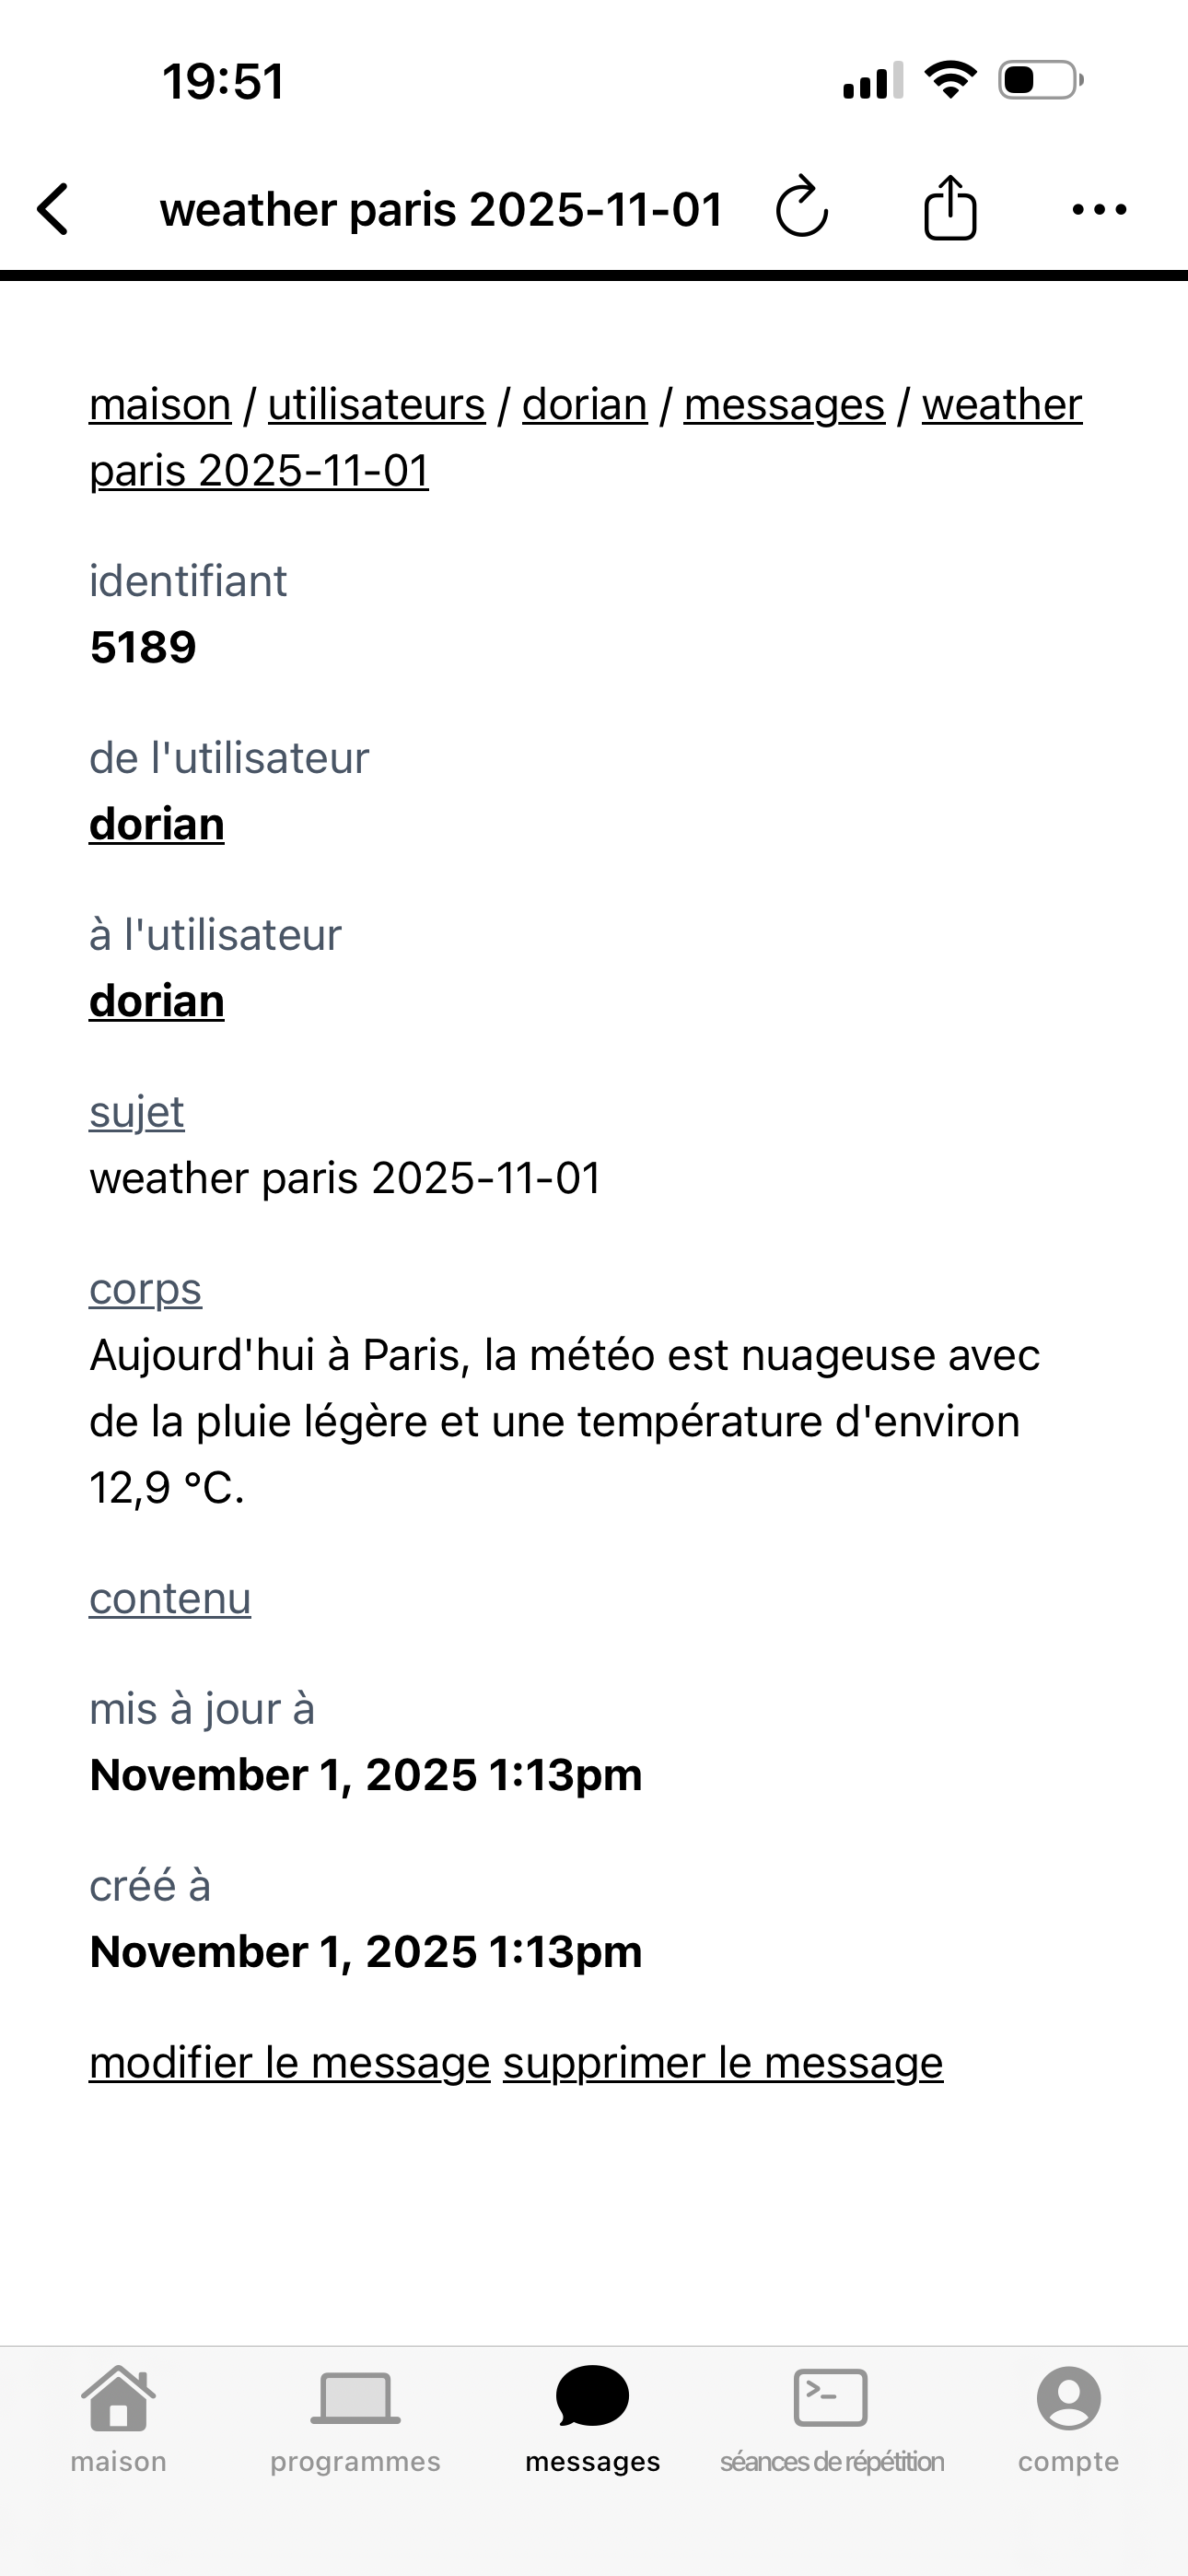 19:51
weather paris 2025-11-01
maison / utilisateurs / dorian / messages / weather
paris 2025-11-01
identifiant
5189
de l'utilisateur
dorian
à l'utilisateur
dorian
sujet
weather paris 2025-11-01
corps
Aujourd'hui à Paris, la météo est nuageuse avec
de la pluie légère et une température d'environ
12,9 °C.
contenu
mis à jour à
November 1, 2025 1:13pm
créé à
November 1, 2025 1:13pm
modifier le message supprimer le message
maison programmes messages séances de répétition compte